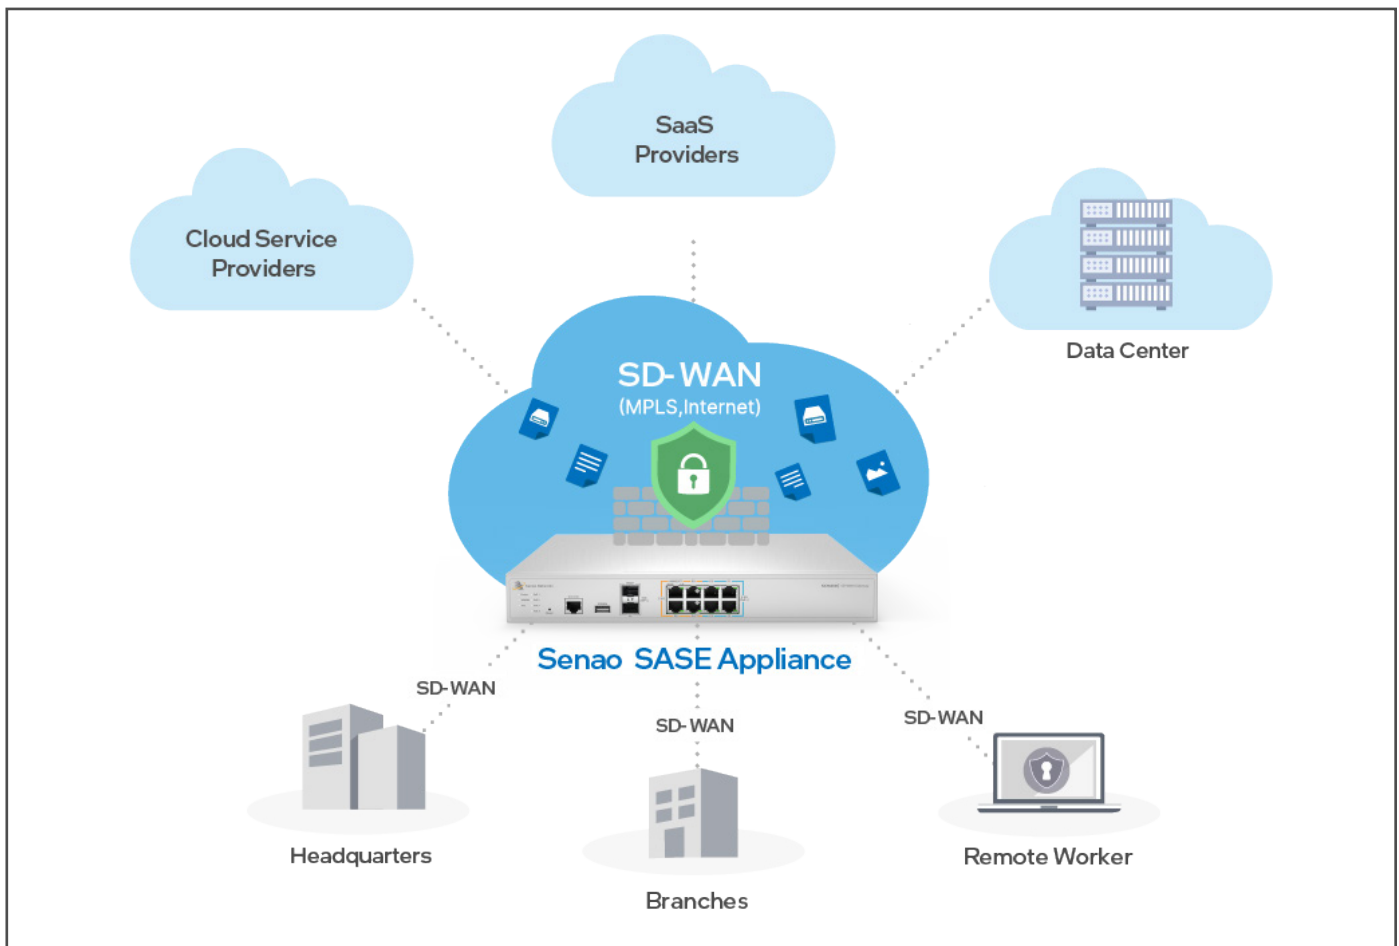 SaaS
Providers
Cloud Service
Providers
Data Center
SD-WAN
(MPLS,Internet)
Senao SASE Appliance
SD-WAN
SD-WAN
SD-WAN
Headquarters
Branches
Remote Worker